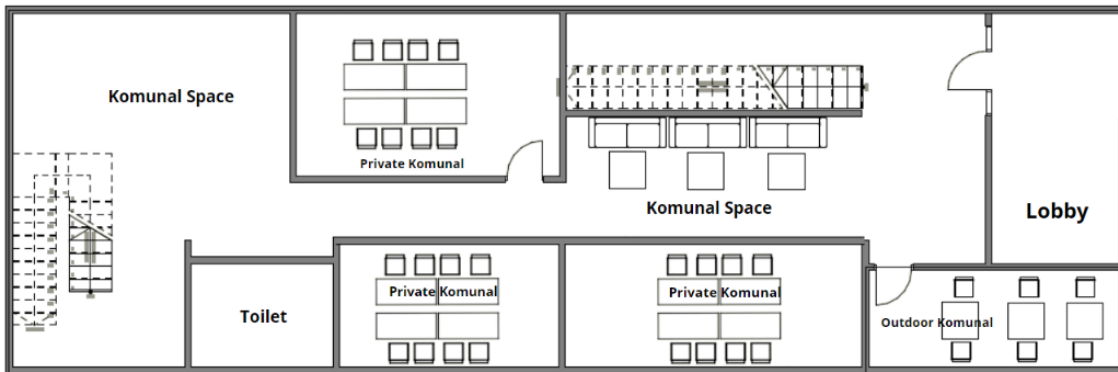 Komunal Space
Private Komunal
Komunal Space
Lobby
Toilet
Private Komunal
Private Komunal
Outdoor Komunal